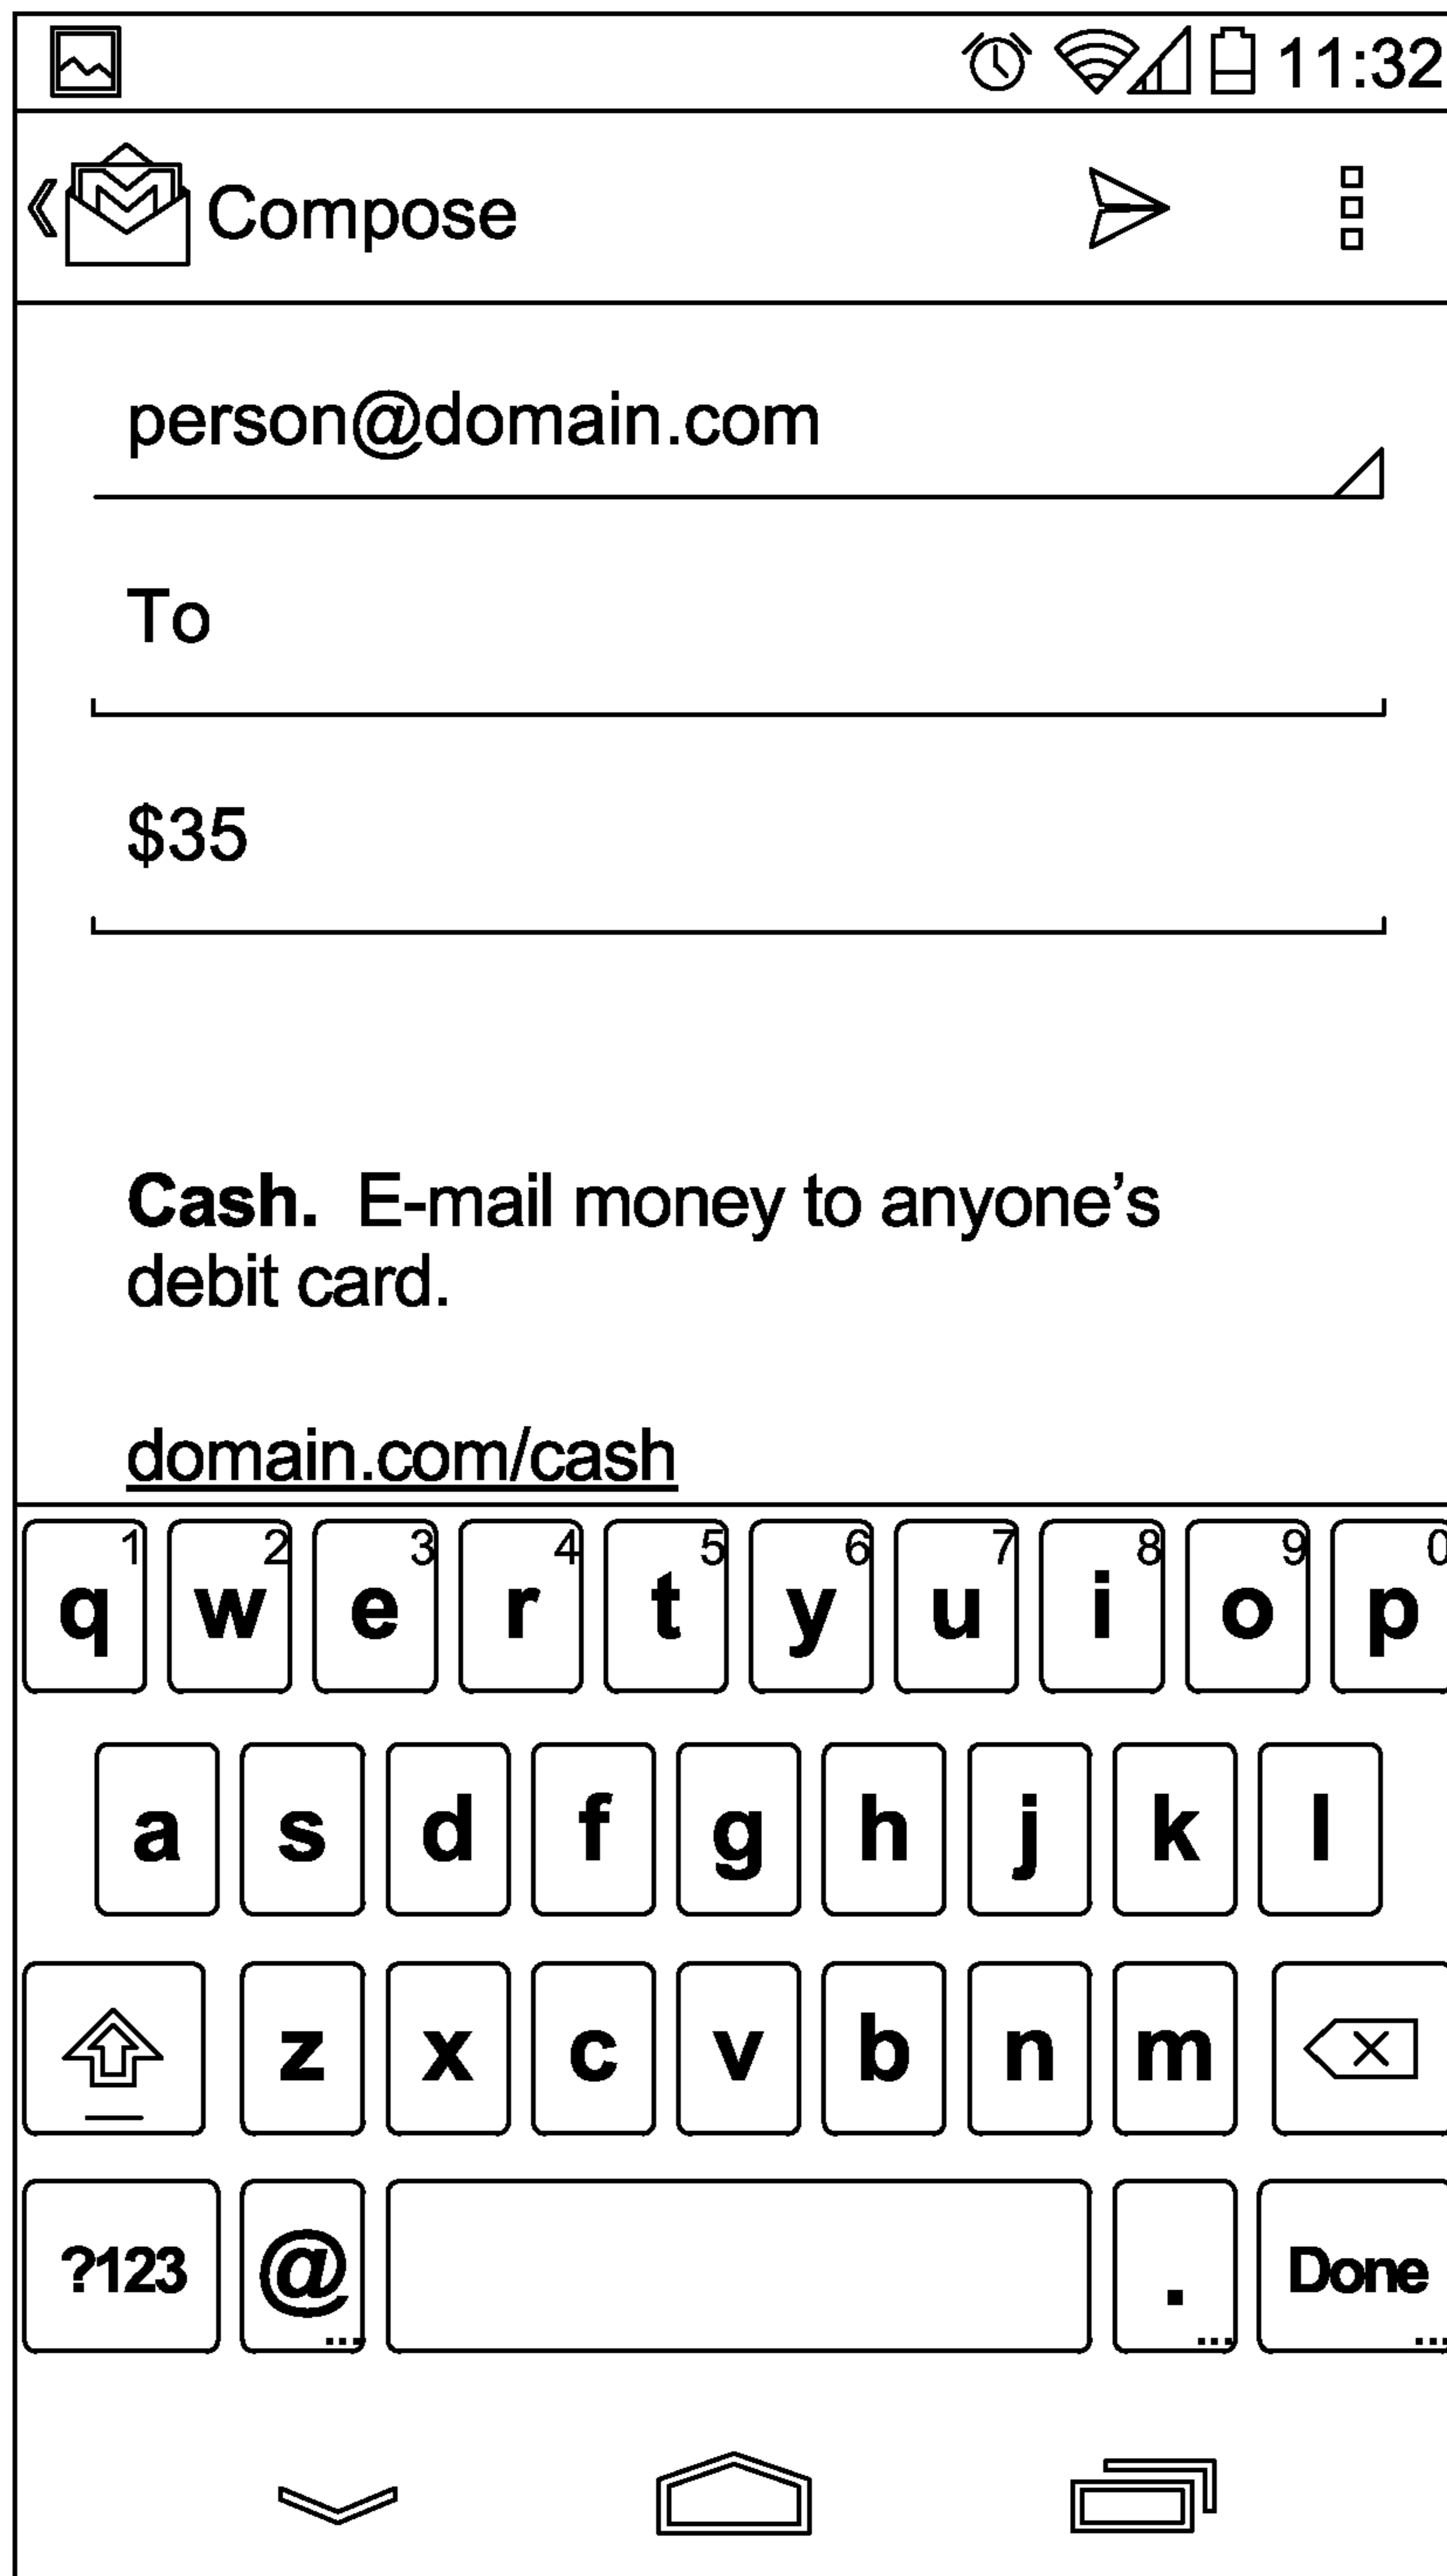 11:32
Compose
person@domain.com
To
$35
Cash. E-mail money to anyone’s
debit card.
domain.com/cash
1 2 3 4 5 6 7 8 9 0
q w e r t y u i o p
a s d f g h j k l
z x c v b n m
?123 @ ... . ... Done ...